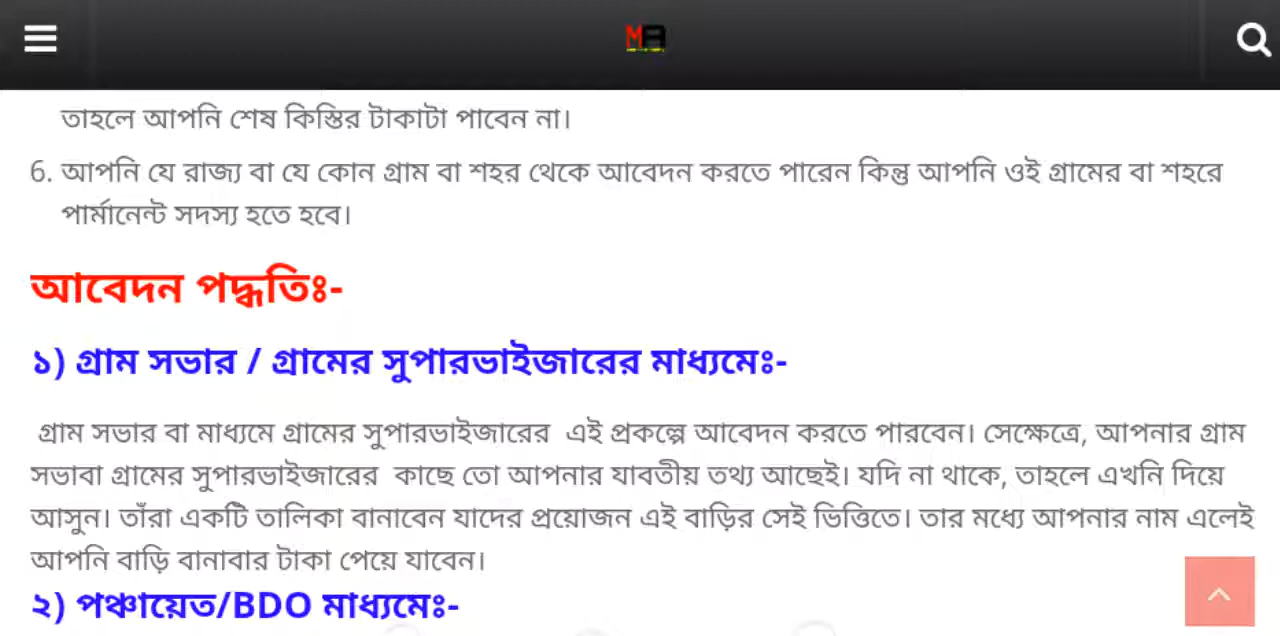 তাহলে আপনি শেষ কিস্তির টাকাটা পাবেন না।
6. আপনি যে রাজ্য বা যে কোন গ্রাম বা শহর থেকে আবেদন করতে পারেন কিন্তু আপনি ওই গ্রামের বা শহরে
পার্মানেন্ট সদস্য হতে হবে।
আবেদন পদ্ধতিঃ-
১) গ্রাম সভার / গ্রামের সুপারভাইজারের মাধ্যমেঃ-
গ্রাম সভার বা মাধ্যমে গ্রামের সুপারভাইজারের এই প্রকল্পে আবেদন করতে পারবেন। সেক্ষেত্রে, আপনার গ্রাম
সভাবা গ্রামের সুপারভাইজারের কাছে তো আপনার যাবতীয় তথ্য আছেই। যদি না থাকে, তাহলে এখনি দিয়ে
আসুন। তাঁরা একটি তালিকা বানাবেন যাদের প্রয়োজন এই বাড়ির সেই ভিত্তিতে। তার মধ্যে আপনার নাম এলেই
আপনি বাড়ি বানাবার টাকা পেয়ে যাবেন।
২) পঞ্চায়েত/BDO মাধ্যমেঃ-